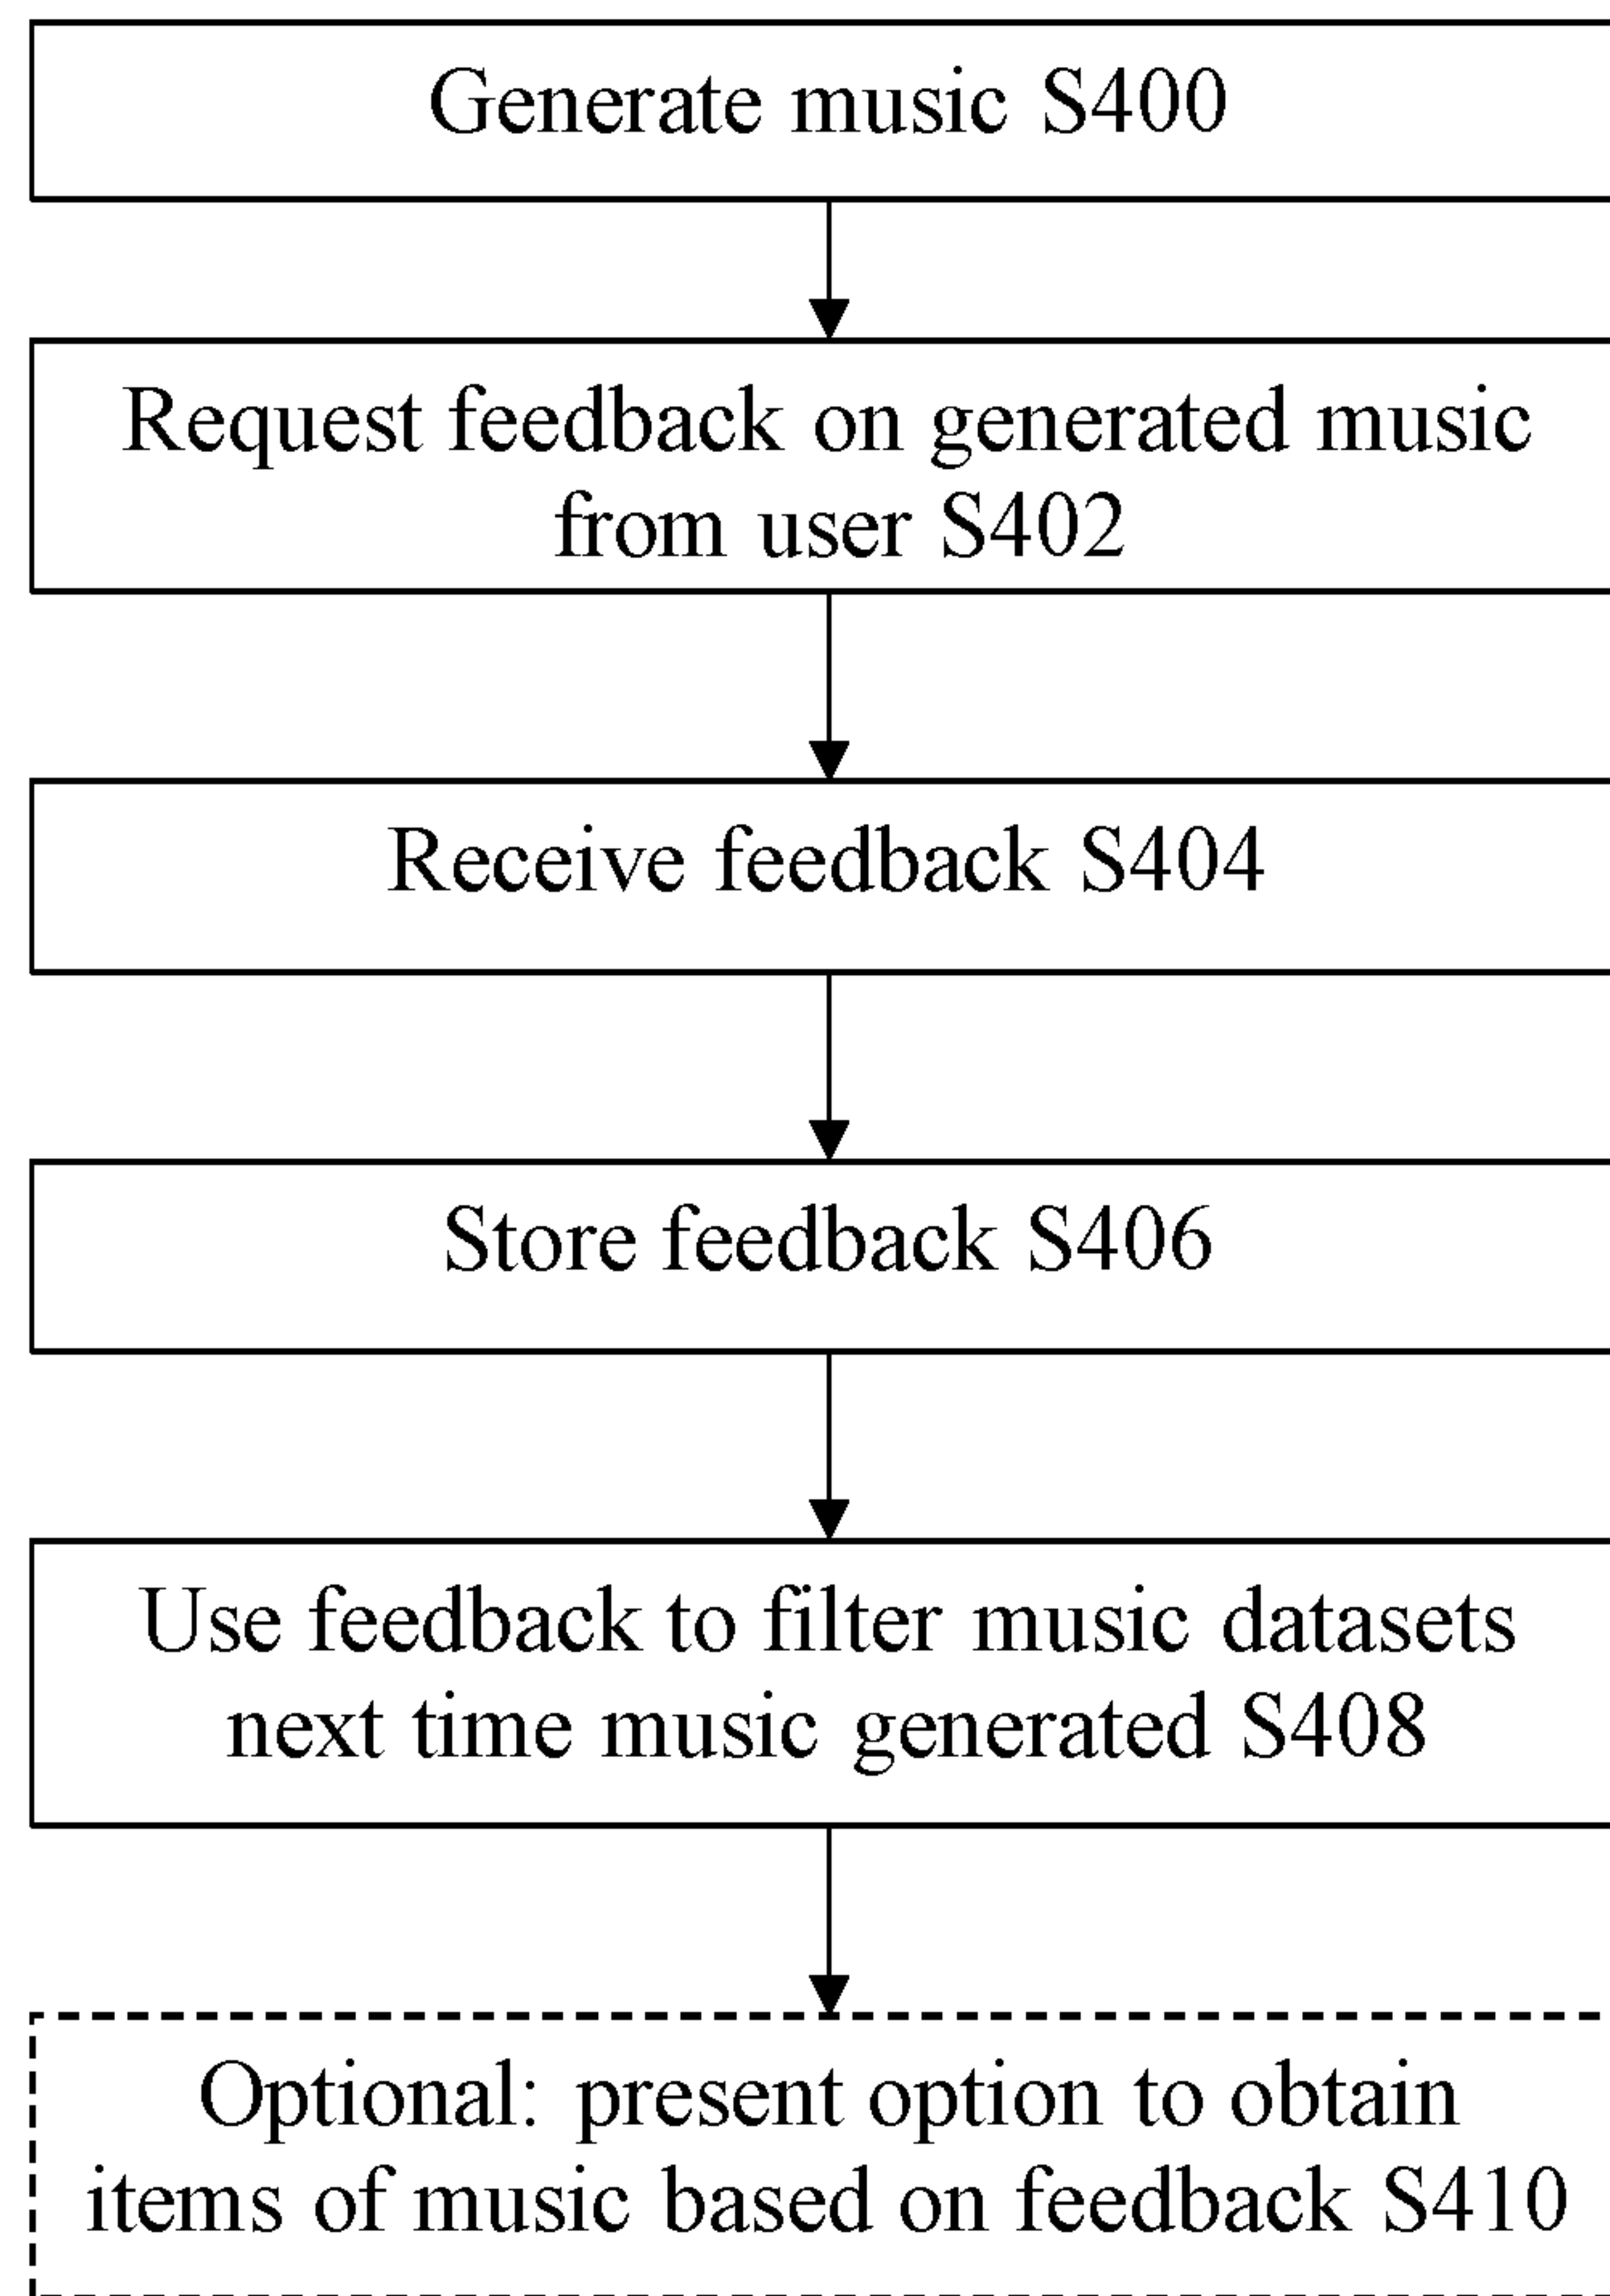 Generate music S400
Request feedback on generated music
from user S402
Receive feedback S404
Store feedback S406
Use feedback to filter music datasets
next time music generated S408
Optional: present option to obtain
items of music based on feedback S410